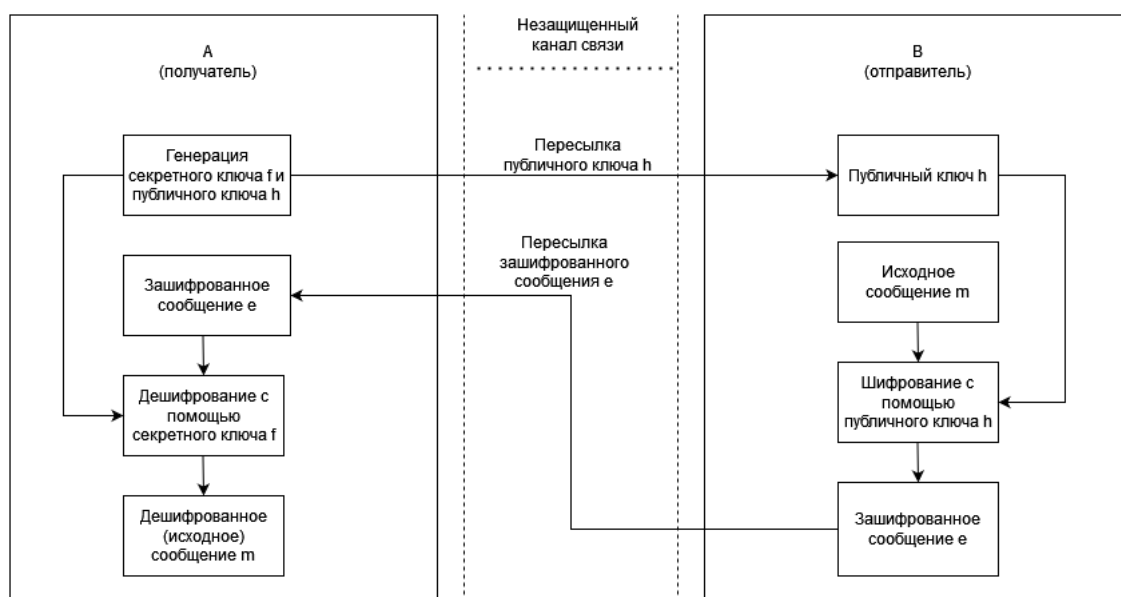 А
(получатель)
Незащищенный
канал связи
В
(отправитель)
Генерация
секретного ключа f и
публичного ключа h
Пересылка
публичного ключа h
Публичный ключ h
Зашифрованное
сообщение e
Пересылка
зашифрованного
сообщения e
Исходное
сообщение m
Дешифрование с
помощью
секретного ключа f
Шифрование с
помощью
публичного ключа h
Дешифрованное
(исходное)
сообщение m
Зашифрованное
сообщение e